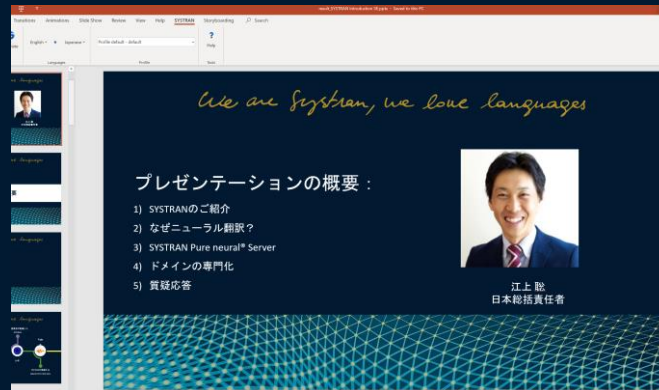 Transitions Animations Slide Show Review View Help SYSTRAN Storyboarding Search
English Japanese Profile default - default Help
Languages Profile Tools
We are Systran, we love languages
プレゼンテーションの概要：
1) SYSTRANのご紹介
2) なぜニューラル翻訳？
3) SYSTRAN Pure neural® Server
4) ドメインの専門化
5) 質疑応答
江上 聡
日本総括責任者